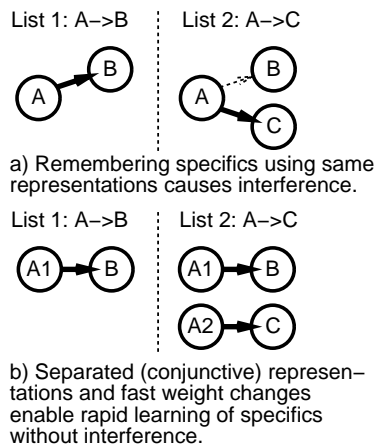 List 1: A->B List 2: A->C
B B
A A
C
a) Remembering specifics using same
representations causes interference.
List 1: A->B List 2: A->C
A1 B A1 B
A2 C
b) Separated (conjunctive) represen-
tations and fast weight changes
enable rapid learning of specifics
without interference.